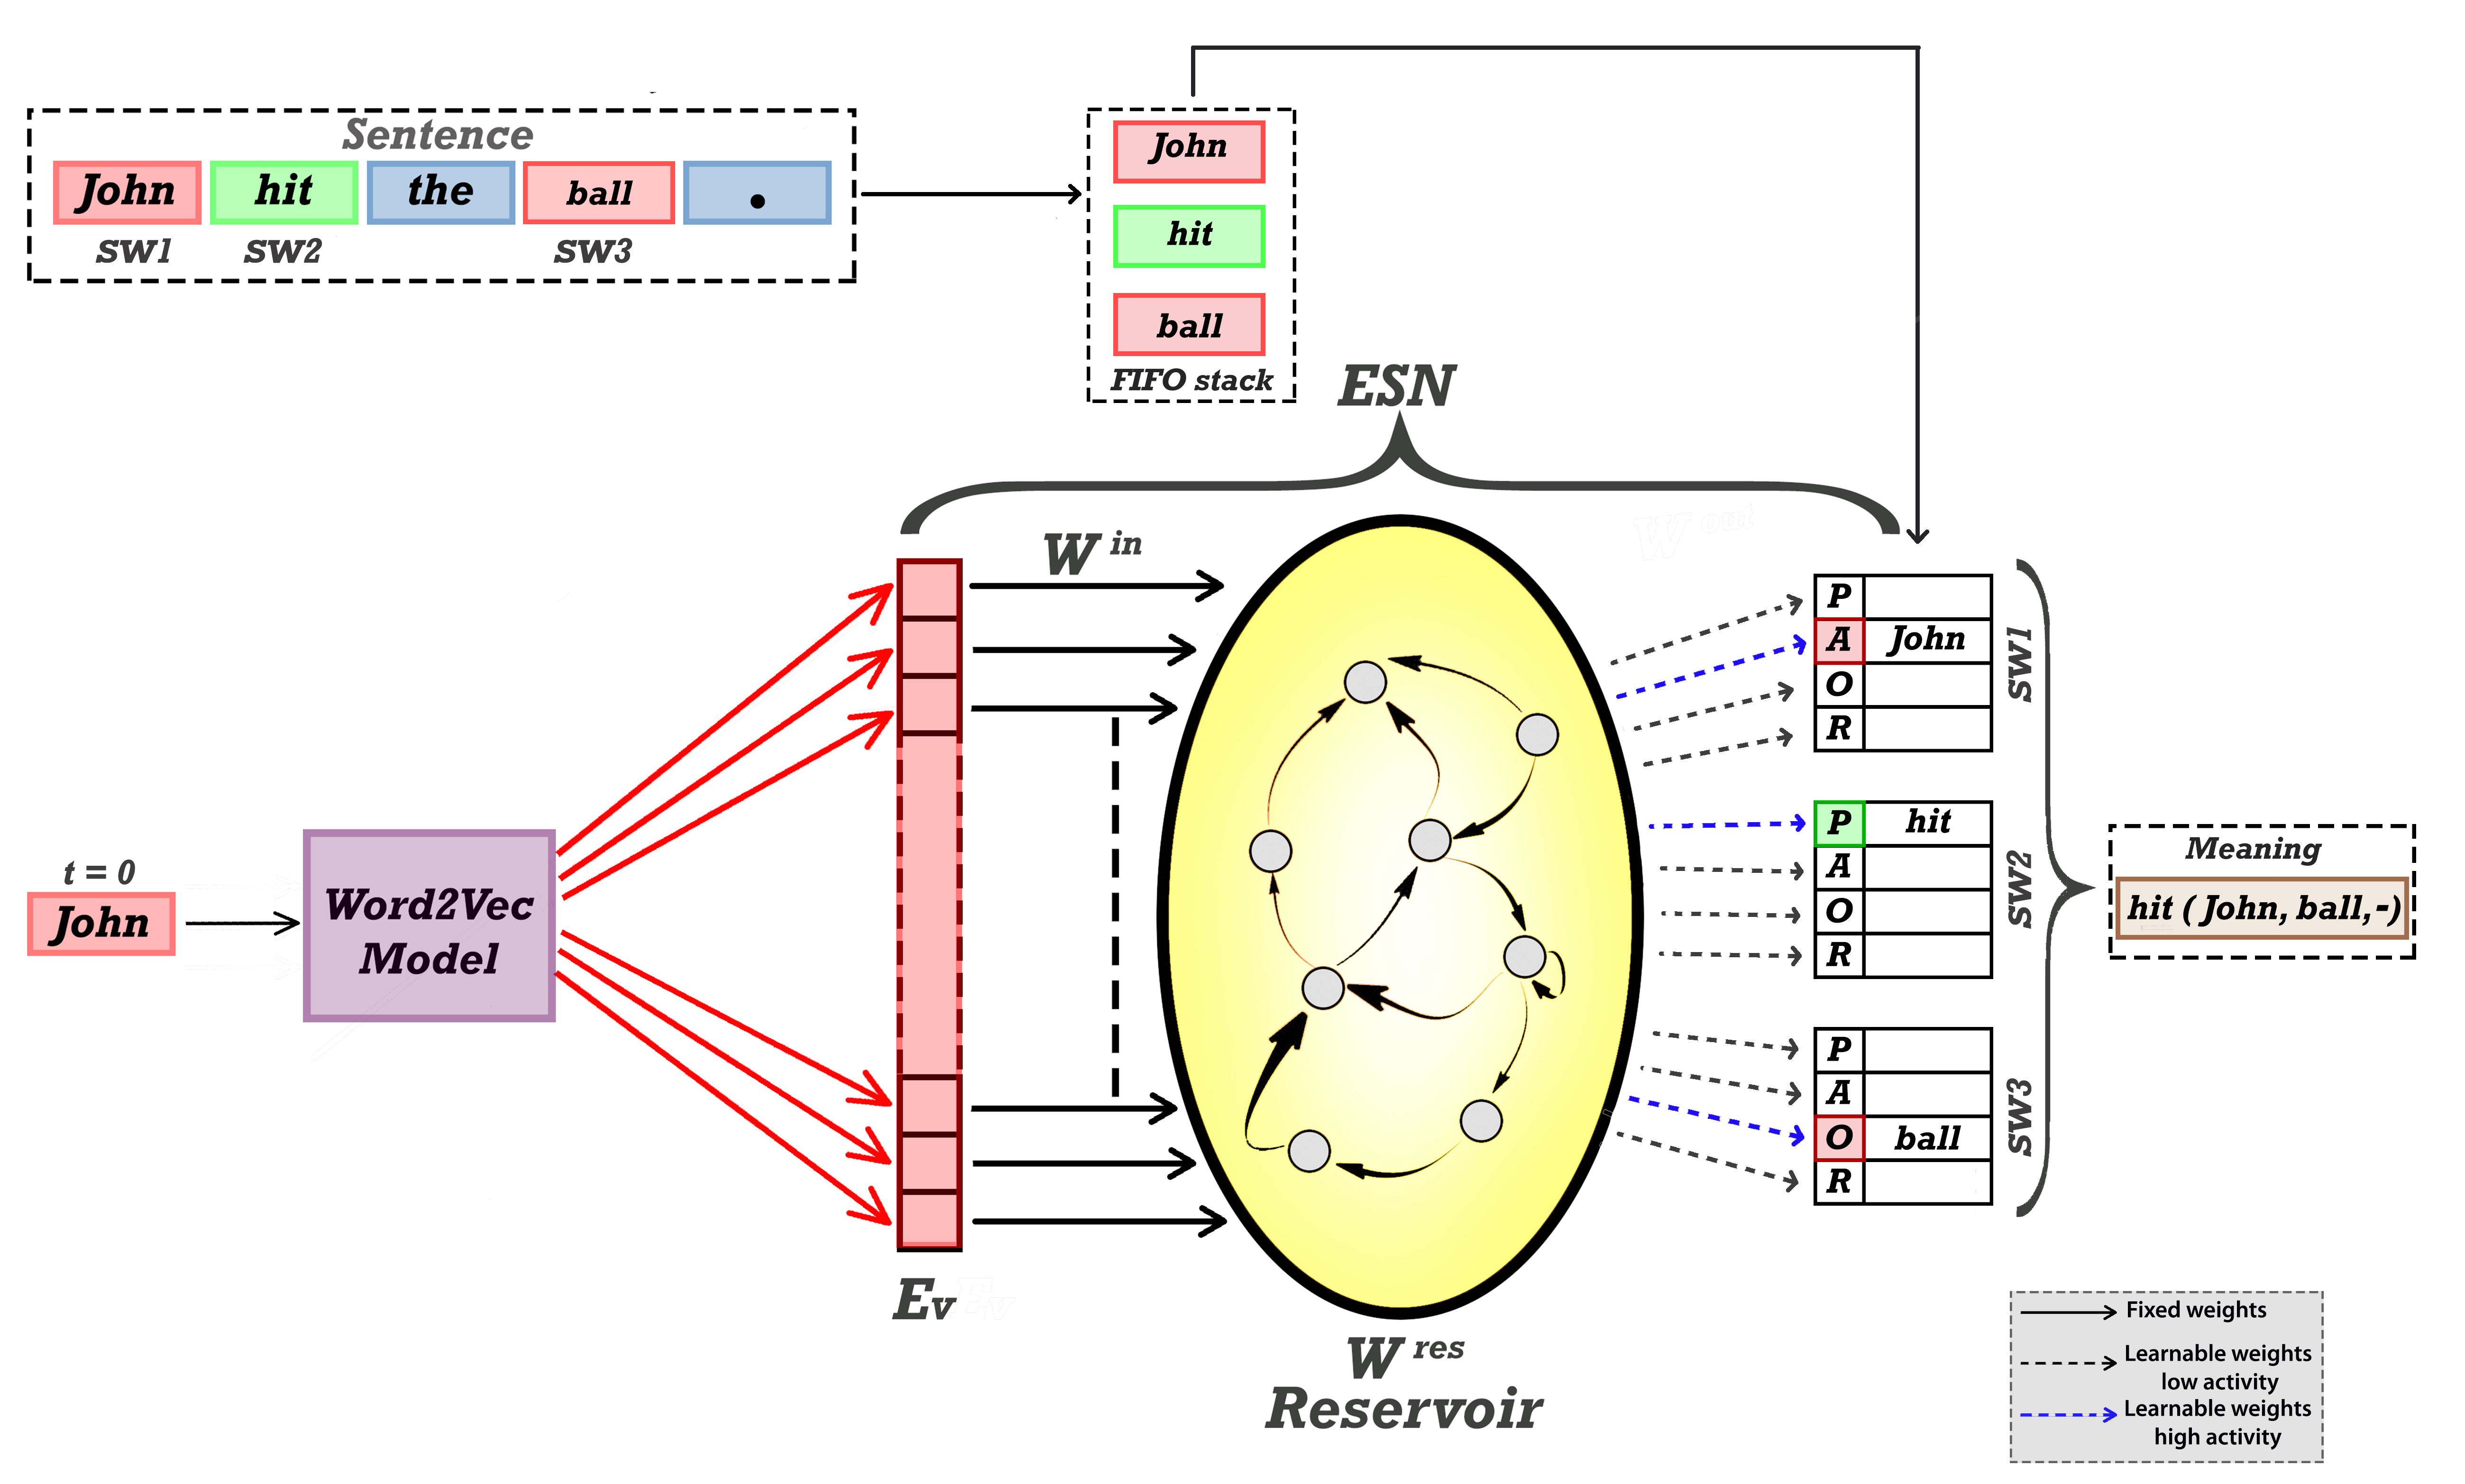 Sentence
John hit the ball .
SW1 SW2 SW3
John
hit
ball
FIFO stack
ESN
W in
W out
t = 0
John
Word2Vec
Model
Ev
W res
Reservoir
P
A John
O
R
SW1
P hit
A
O
R
SW2
P
A
O ball
R
SW3
Meaning
hit ( John, ball,-)
Fixed weights
Learnable weights
low activity
Learnable weights
high activity